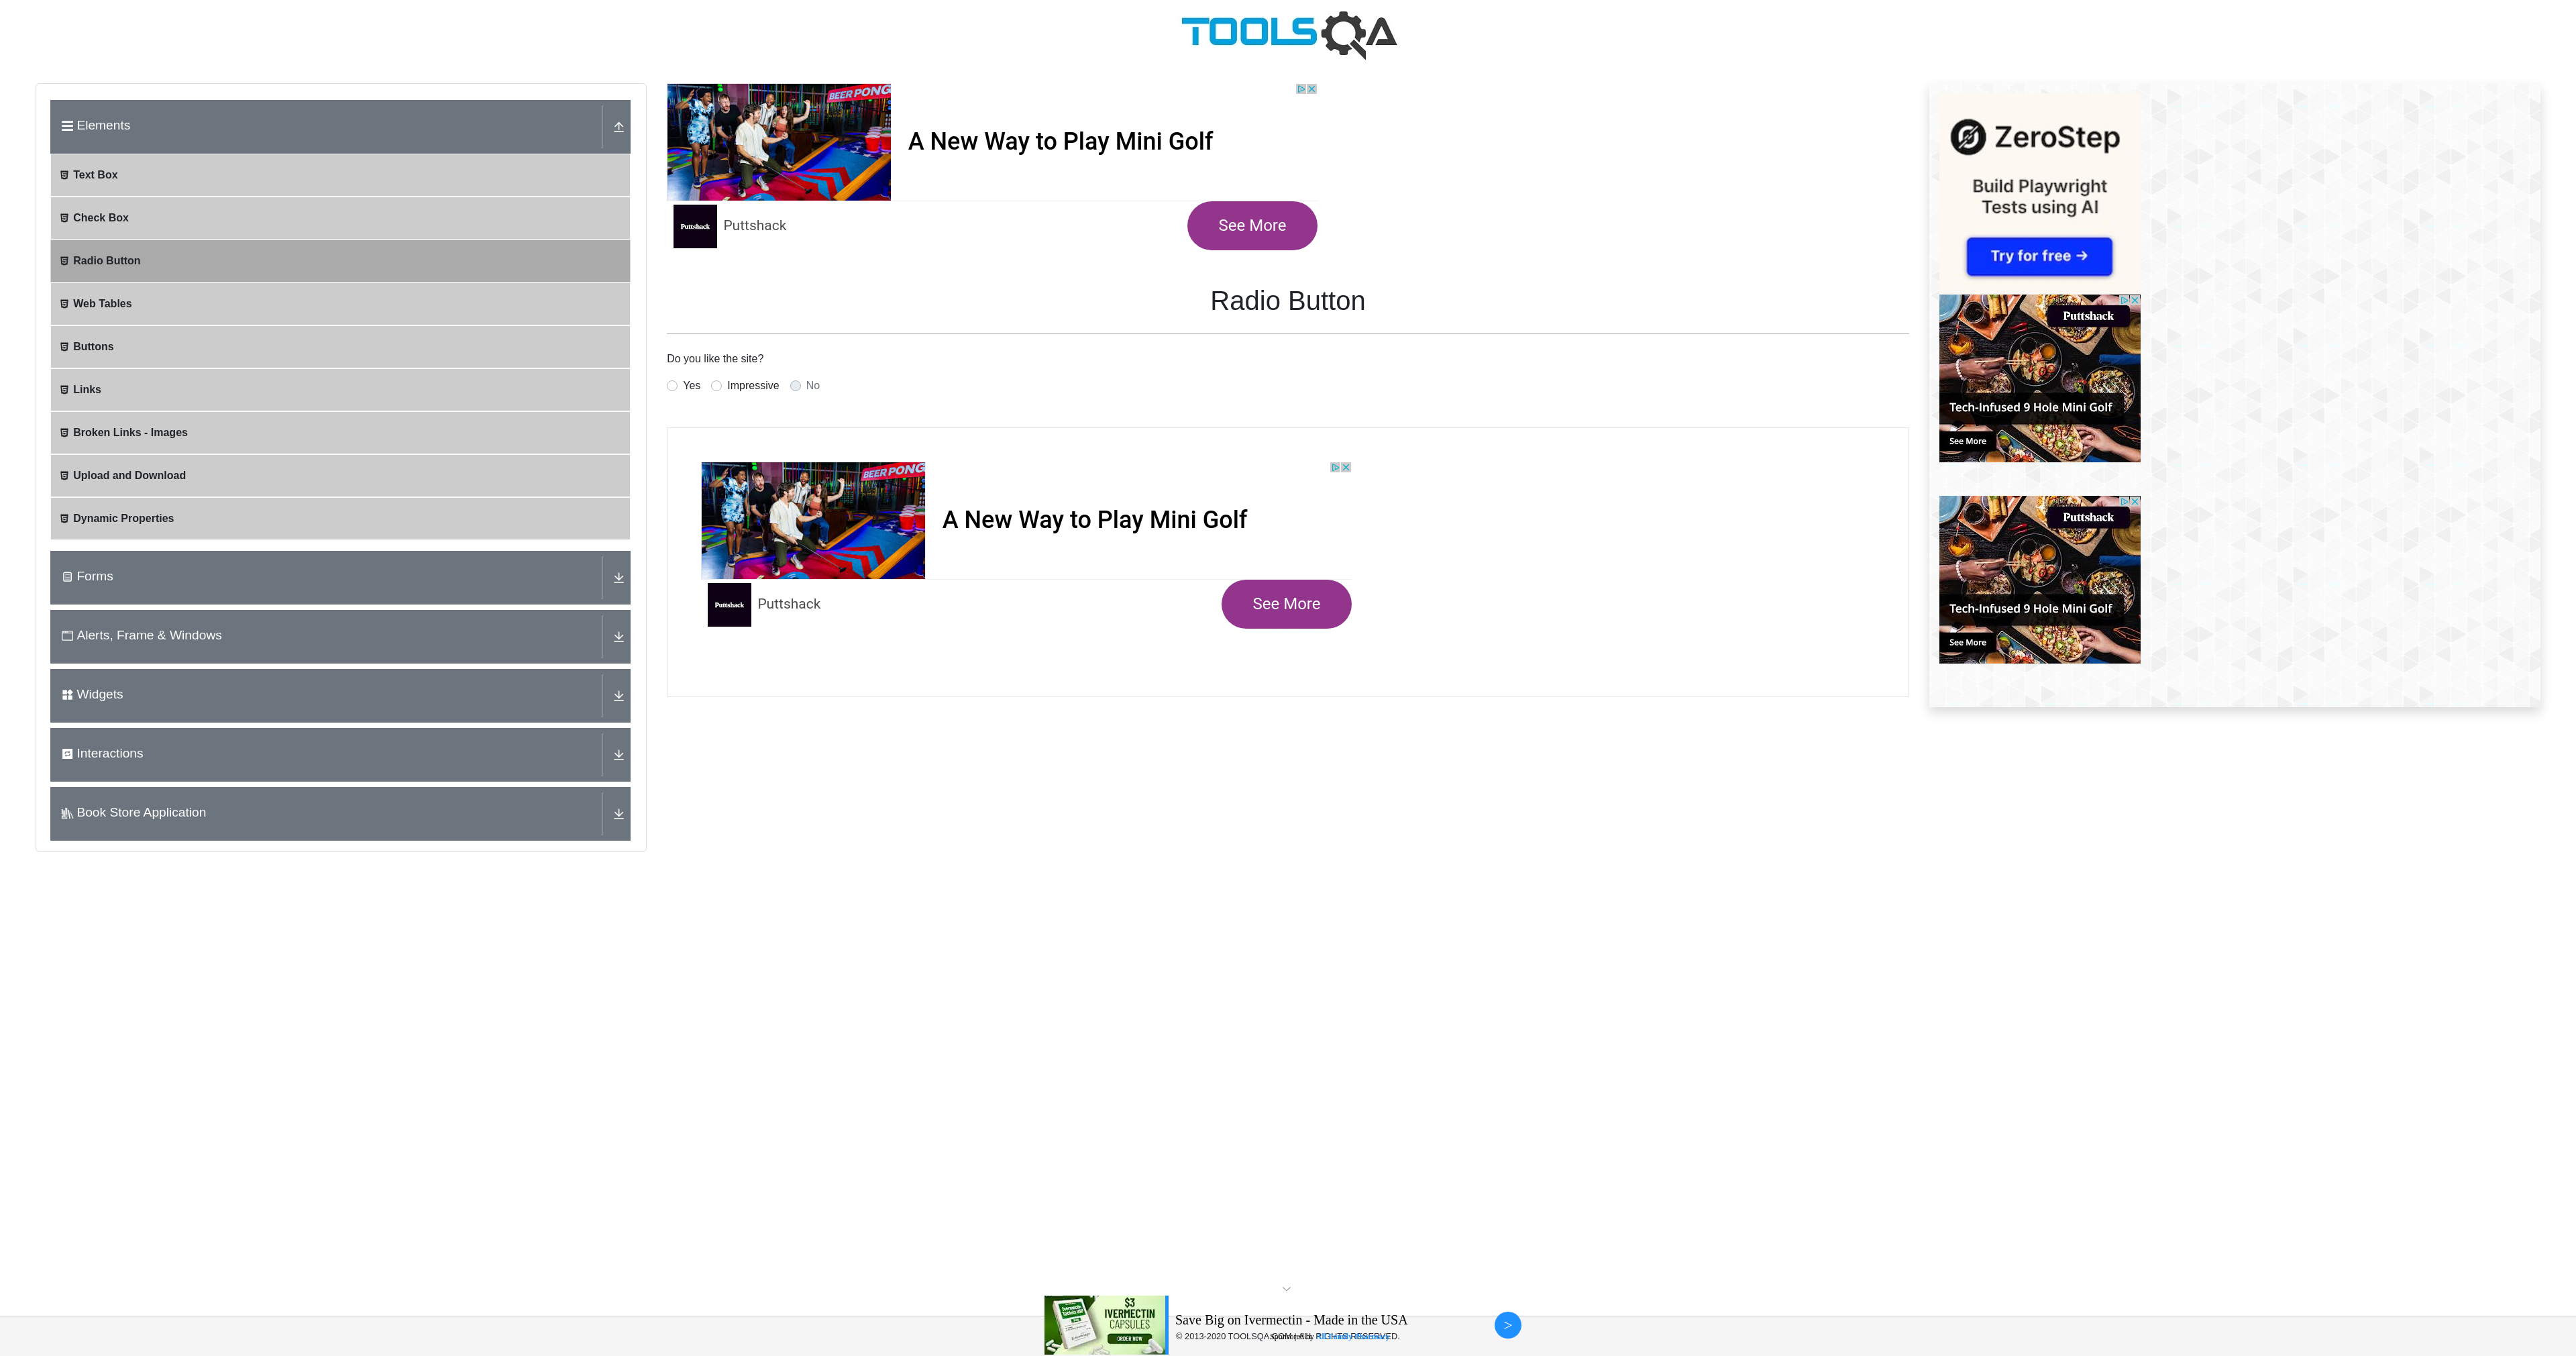 TOOLSQA
Elements
Text Box
Check Box
Radio Button
Web Tables
Buttons
Links
Broken Links - Images
Upload and Download
Dynamic Properties
Forms
Alerts, Frame & Windows
Widgets
Interactions
Book Store Application
BEER PONG
A New Way to Play Mini Golf
Puttshack
Puttshack
See More
Radio Button
Do you like the site?
Yes Impressive No
BEER PONG
A New Way to Play Mini Golf
Puttshack
Puttshack
See More
ZeroStep
Build Playwright
Tests using AI
Try for free →
Puttshack
Tech-Infused 9 Hole Mini Golf
See More
Puttshack
Tech-Infused 9 Hole Mini Golf
See More
$3
IVERMECTIN
CAPSULES
ORDER NOW
Save Big on Ivermectin - Made in the USA
© 2013-2020 TOOLSQA.COM | ALL RIGHTS RESERVED.
>